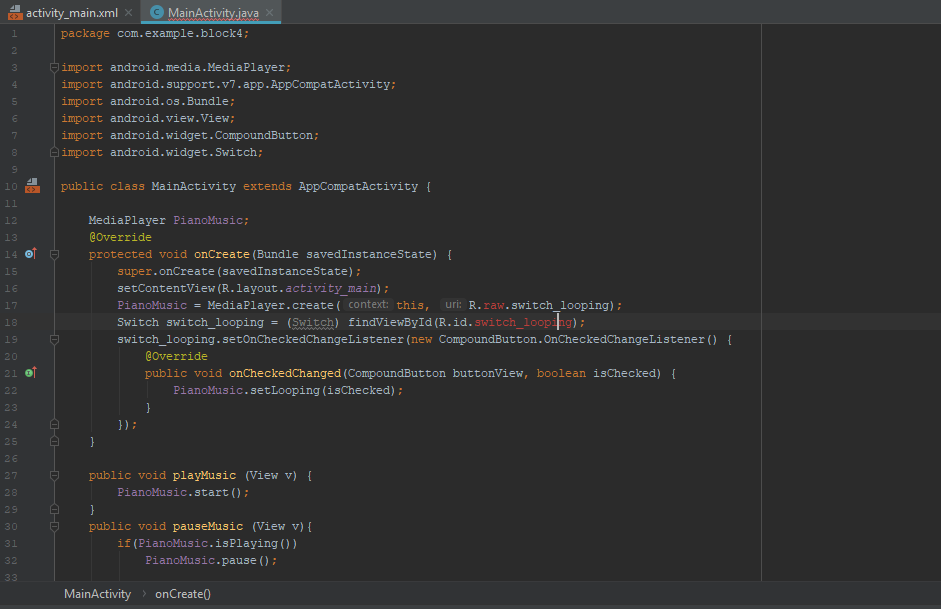 activity_main.xml × MainActivity.java ×
1 package com.example.block4;
2
3 import android.media.MediaPlayer;
4 import android.support.v7.app.AppCompatActivity;
5 import android.os.Bundle;
6 import android.view.View;
7 import android.widget.CompoundButton;
8 import android.widget.Switch;
9
10 public class MainActivity extends AppCompatActivity {
11
12 MediaPlayer PianoMusic;
13 @Override
14 protected void onCreate(Bundle savedInstanceState) {
15 super.onCreate(savedInstanceState);
16 setContentView(R.layout.activity_main);
17 PianoMusic = MediaPlayer.create( context: this, uri: R.raw.switch_looping);
18 Switch switch_looping = (Switch) findViewById(R.id.switch_looping);
19 switch_looping.setOnCheckedChangeListener(new CompoundButton.OnCheckedChangeListener() {
20 @Override
21 public void onCheckedChanged(CompoundButton buttonView, boolean isChecked) {
22 PianoMusic.setLooping(isChecked);
23 }
24 });
25 }
26
27 public void playMusic (View v) {
28 PianoMusic.start();
29 }
30 public void pauseMusic (View v){
31 if(PianoMusic.isPlaying())
32 PianoMusic.pause();
33
MainActivity › onCreate()